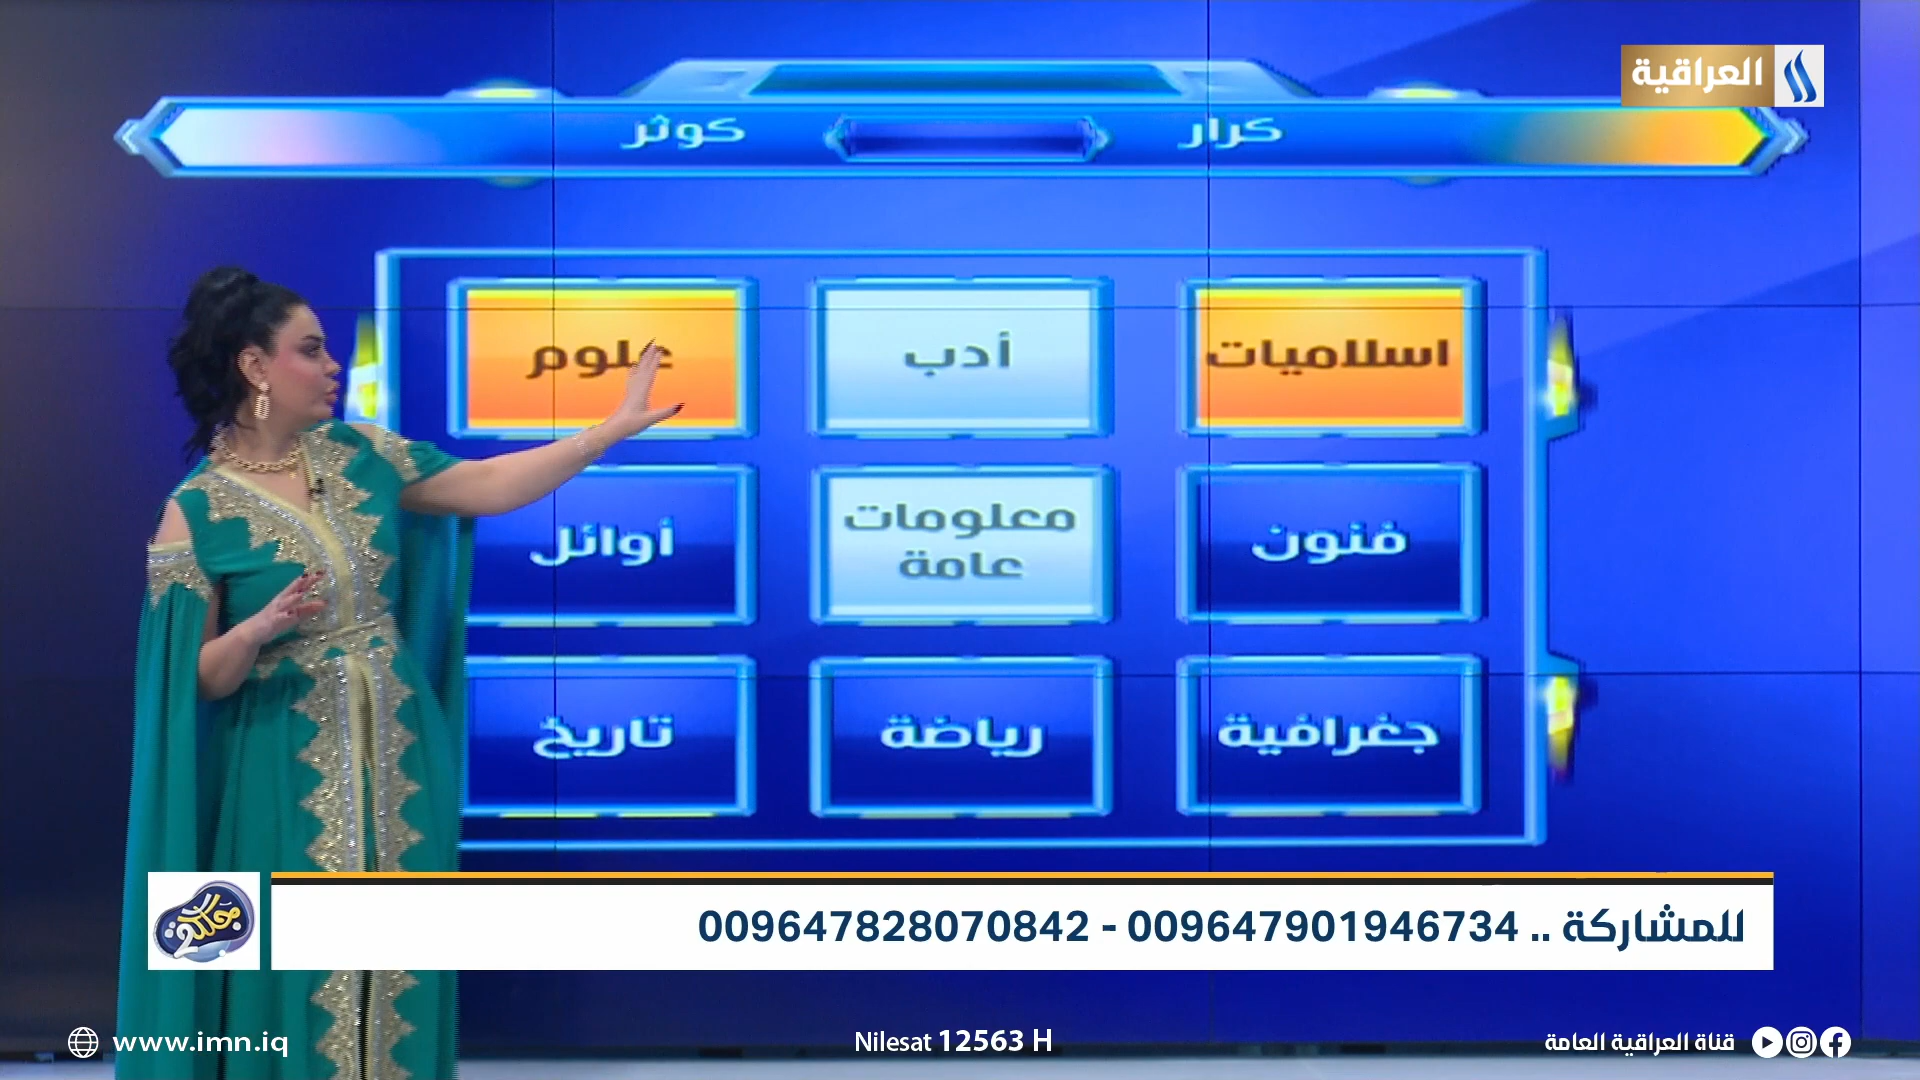 العراقية
كرار
كوثر
اسلاميات
أدب
علوم
فنون
معلومات
عامة
أوائل
جغرافية
رياضة
تاريخ
للمشاركة .. 009647901946734 - 009647828070842
www.imn.iq
Nilesat 12563 H
قناة العراقية العامة